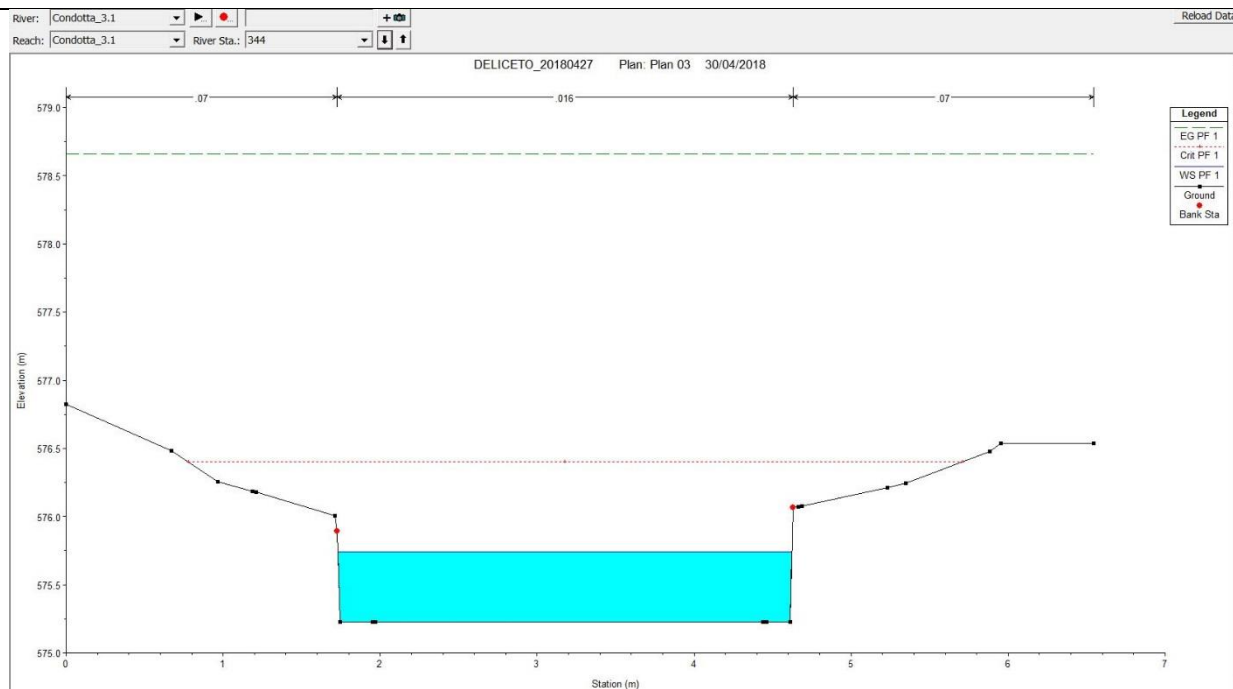 River: Condotta_3.1
Reload Data
Reach: Condotta_3.1 River Sta.: 344
DELICETO_20180427 Plan: Plan 03 30/04/2018
.07 .016 .07
Legend
EG PF 1
Crit PF 1
WS PF 1
Ground
Bank Sta
579.0
578.5
578.0
577.5
577.0
576.5
576.0
575.5
575.0
Elevation (m)
0 1 2 3 4 5 6 7
Station (m)